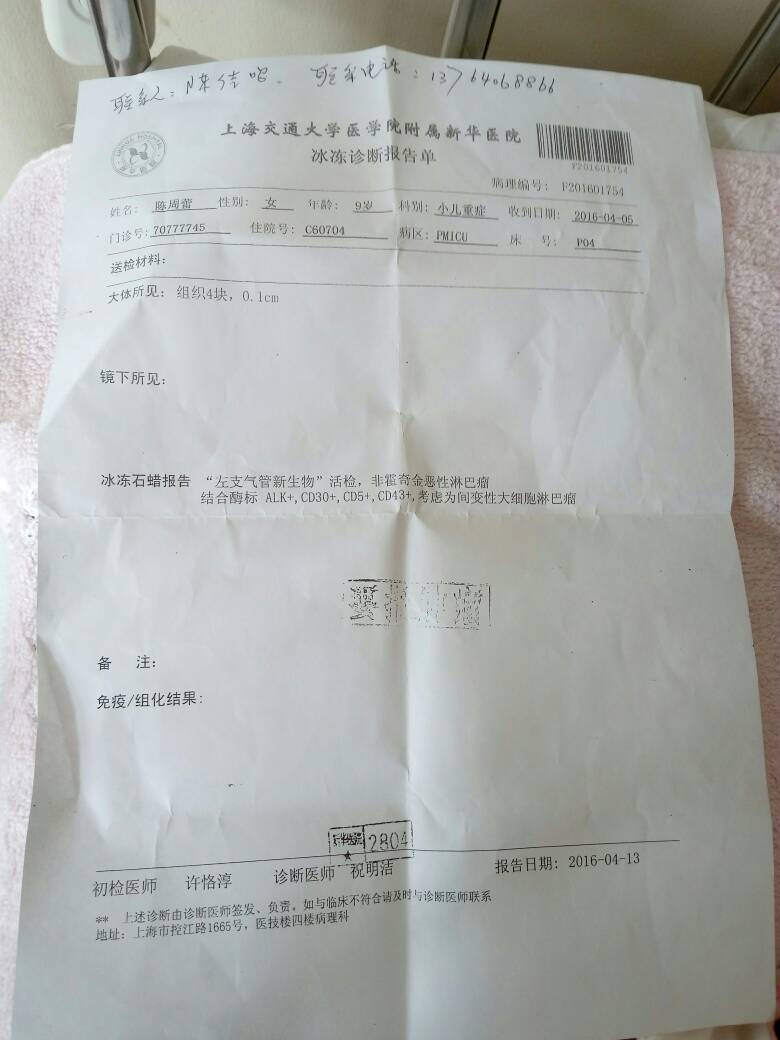 联系人：陈 联系电话：13764068866
上海交通大学医学院附属新华医院
冰冻诊断报告单
F201601754
病理编号： F201601754
姓名： 陈周蕾 性别： 女 年龄： 9岁 科别： 小儿重症 收到日期： 2016-04-05
门诊号： 70777745 住院号： C60704 病区： PMICU 床 号： P04
送检材料：
大体所见： 组织4块，0.1cm
镜下所见：
冰冻石蜡报告 “左支气管新生物”活检，非霍奇金恶性淋巴瘤
结合酶标 ALK+,CD30+,CD5+,CD43+,考虑为间变性大细胞淋巴瘤
备 注：
免疫/组化结果：
2804
初检医师 许恪淳 诊断医师 祝明洁 报告日期： 2016-04-13
** 上述诊断由诊断医师签发、负责。如与临床不符合请及时与诊断医师联系
地址：上海市控江路1665号，医技楼四楼病理科